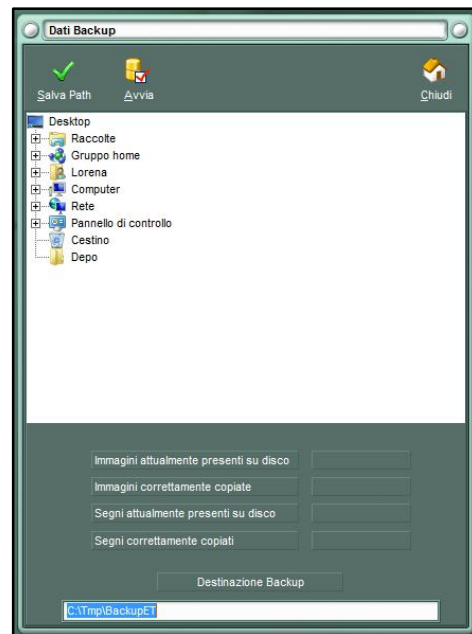 Dati Backup
Salva Path
Avvia
Chiudi
Desktop
Raccolte
Gruppo home
Lorena
Computer
Rete
Pannello di controllo
Cestino
Depo
Immagini attualmente presenti su disco
Immagini correttamente copiate
Segni attualmente presenti su disco
Segni correttamente copiati
Destinazione Backup
C:\Tmp\BackupET